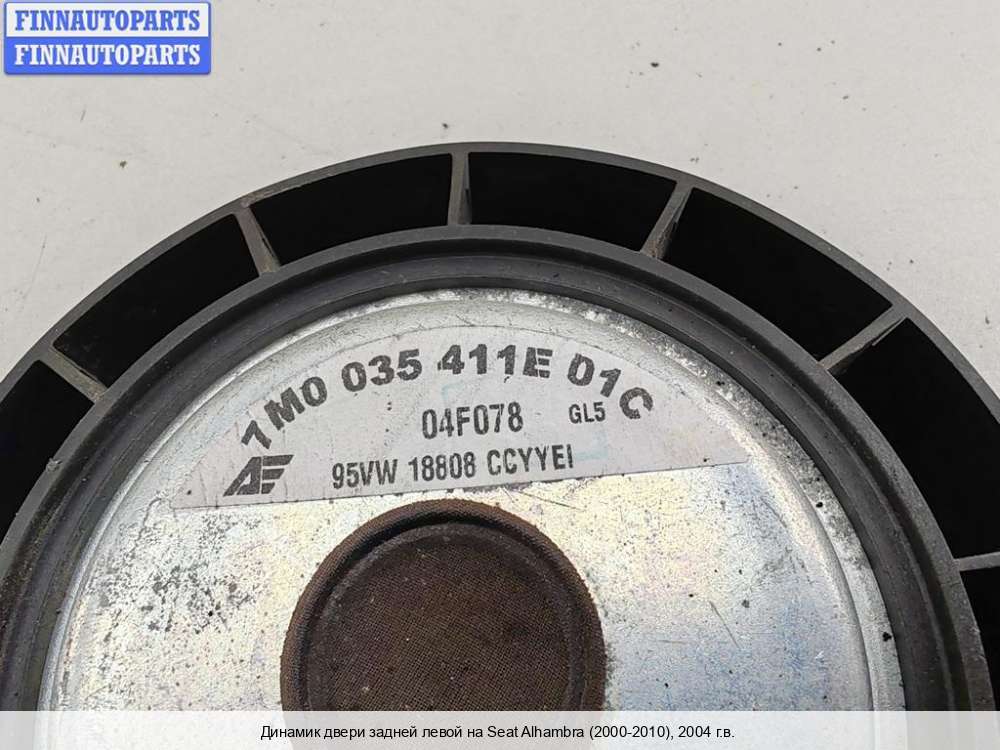 FINNAUTOPARTS
FINNAUTOPARTS
7M0 035 411E 01C
04F078 GL5
95VW 18808 CCYYEI
Динамик двери задней левой на Seat Alhambra (2000-2010), 2004 г.в.